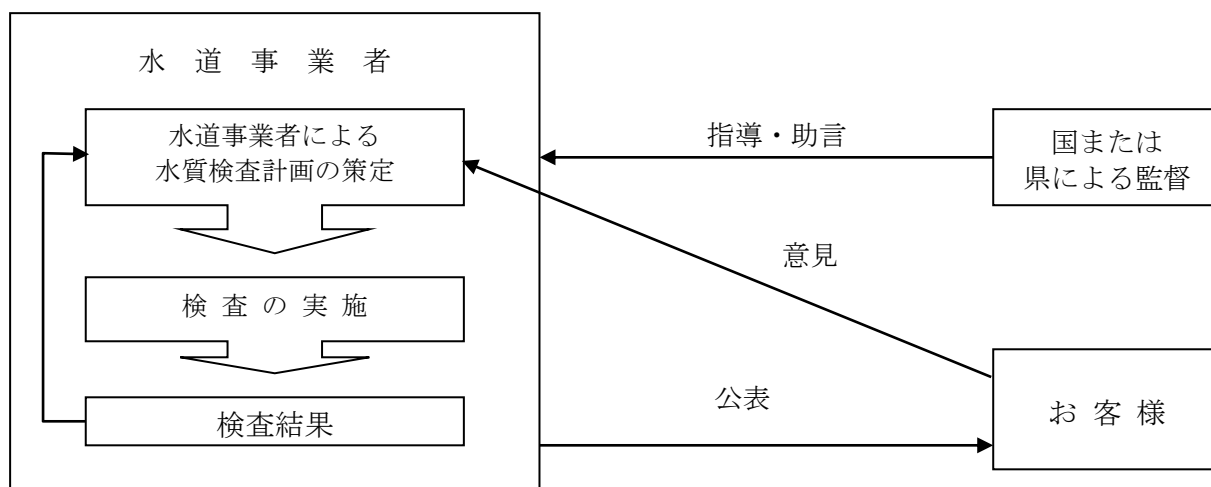 水 道 事 業 者
水道事業者による
水質検査計画の策定
検 査 の 実 施
検査結果
指導・助言
国または
県による監督
意見
公表
お 客 様